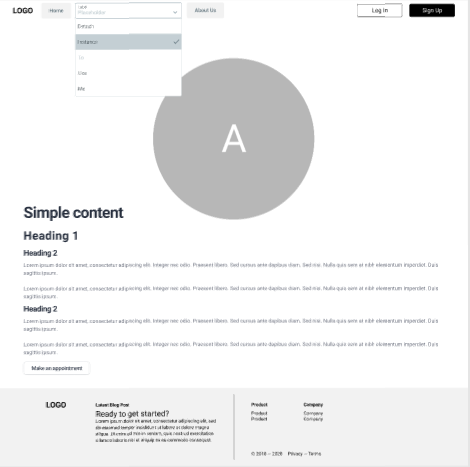 LOGO
Home
Placeholder
About Us
Log In
Sign Up
Default
Instance
A
Simple content
Heading 1
Heading 2
Lorem ipsum dolor sit amet, consectetur adipiscing elit. Integer nec odio. Praesent libero. Sed cursus ante dapibus diam. Sed nisi. Nulla quis sem at nibh elementum imperdiet. Duis
sagittis ipsum.
Lorem ipsum dolor sit amet, consectetur adipiscing elit. Integer nec odio. Praesent libero. Sed cursus ante dapibus diam. Sed nisi. Nulla quis sem at nibh elementum imperdiet. Duis
sagittis ipsum.
Heading 2
Lorem ipsum dolor sit amet, consectetur adipiscing elit. Integer nec odio. Praesent libero. Sed cursus ante dapibus diam. Sed nisi. Nulla quis sem at nibh elementum imperdiet. Duis
sagittis ipsum.
Lorem ipsum dolor sit amet, consectetur adipiscing elit. Integer nec odio. Praesent libero. Sed cursus ante dapibus diam. Sed nisi. Nulla quis sem at nibh elementum imperdiet. Duis
sagittis ipsum.
Make an appointment
LOGO
Latest Blog Post
Ready to get started?
Lorem ipsum dolor sit amet, consectetur adipiscing elit, sed
do eiusmod tempor incididunt ut labore et dolore magna
aliqua. Ut enim ad minim veniam, quis nostrud exercitation
ullamco laboris nisi ut aliquip ex ea commodo consequat.
Product
Product
Product
Company
Company
Company
Privacy – Terms